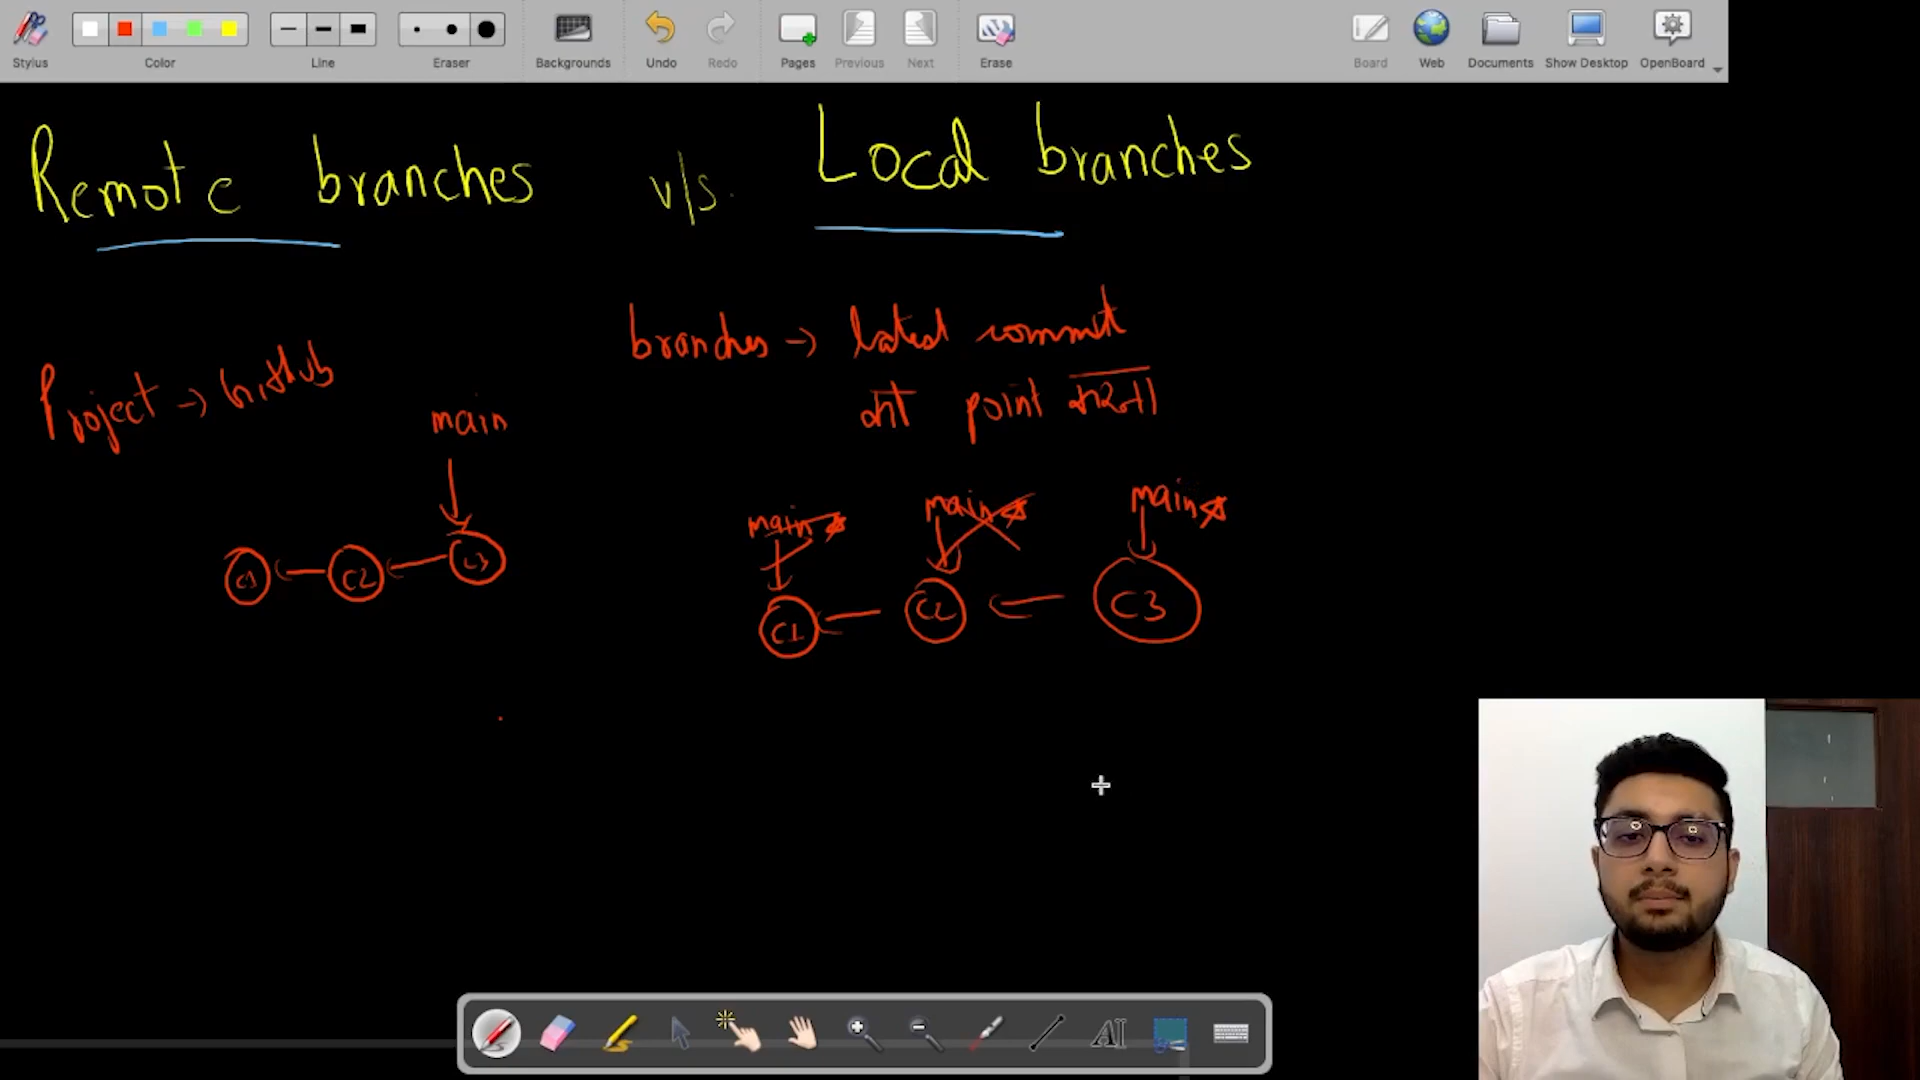 Stylus
Color
Line
Eraser
Backgrounds
Undo
Redo
Pages
Previous
Next
Erase
Board
Web
Documents
Show Desktop
OpenBoard
Remote branches v/s. Local branches
branches → latest commit
point
Project → Github
main
C1 C2 C3
main main main
C1 C2 C3